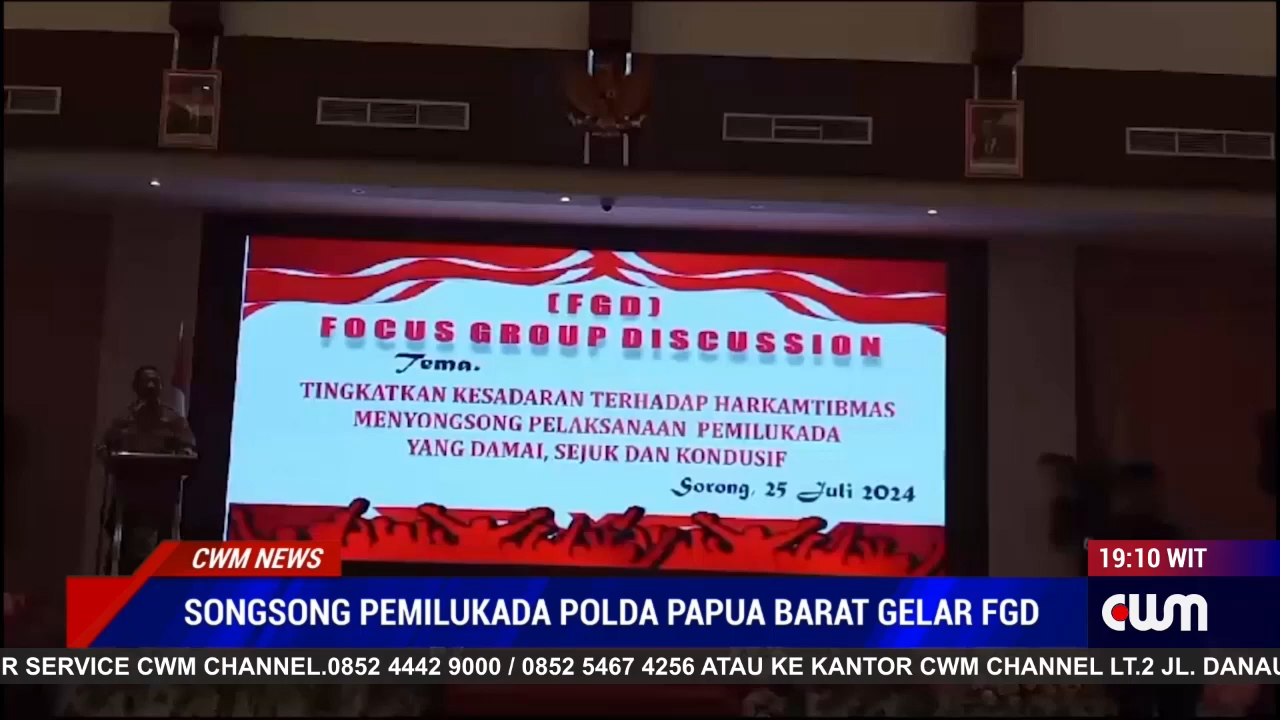 (FGD)
FOCUS GROUP DISCUSSION
Tema.
TINGKATKAN KESADARAN TERHADAP HARKAMTIBMAS
MENYONGSONG PELAKSANAAN PEMILUKADA
YANG DAMAI, SEJUK DAN KONDUSIF
Sorong, 25 Juli 2024
CWM NEWS
19:10 WIT
SONGSONG PEMILUKADA POLDA PAPUA BARAT GELAR FGD
cwm
R SERVICE CWM CHANNEL.0852 4442 9000 / 0852 5467 4256 ATAU KE KANTOR CWM CHANNEL LT.2 JL. DANAU